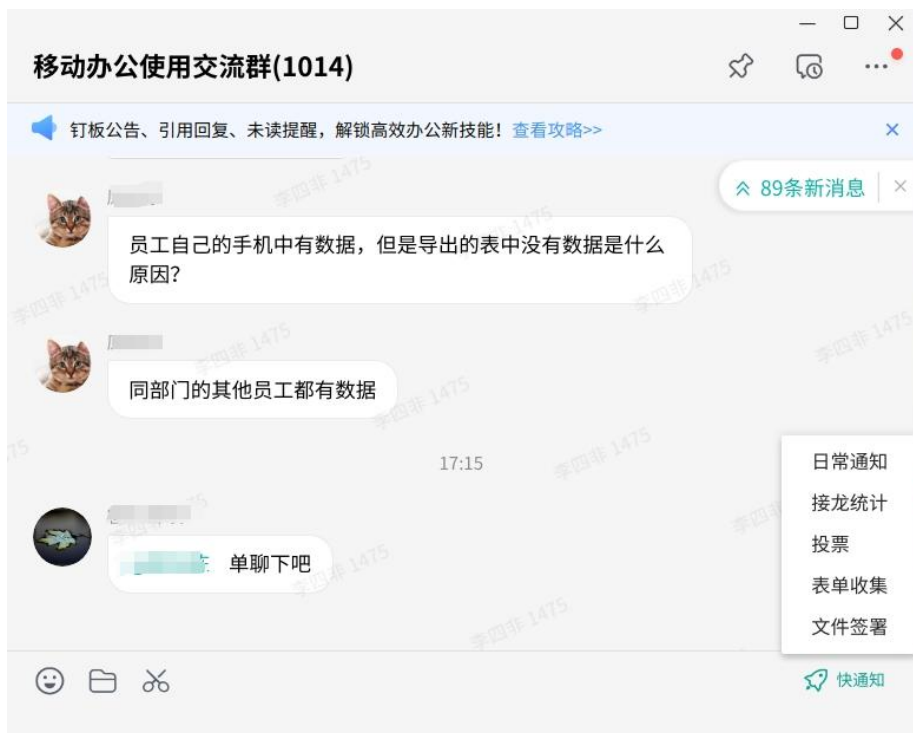 移动办公使用交流群(1014)
钉板公告、引用回复、未读提醒，解锁高效办公新技能！查看攻略>>
89条新消息
员工自己的手机中有数据，但是导出的表中没有数据是什么
原因？
同部门的其他员工都有数据
17:15
单聊下吧
日常通知
接龙统计
投票
表单收集
文件签署
快通知
李四非 1475